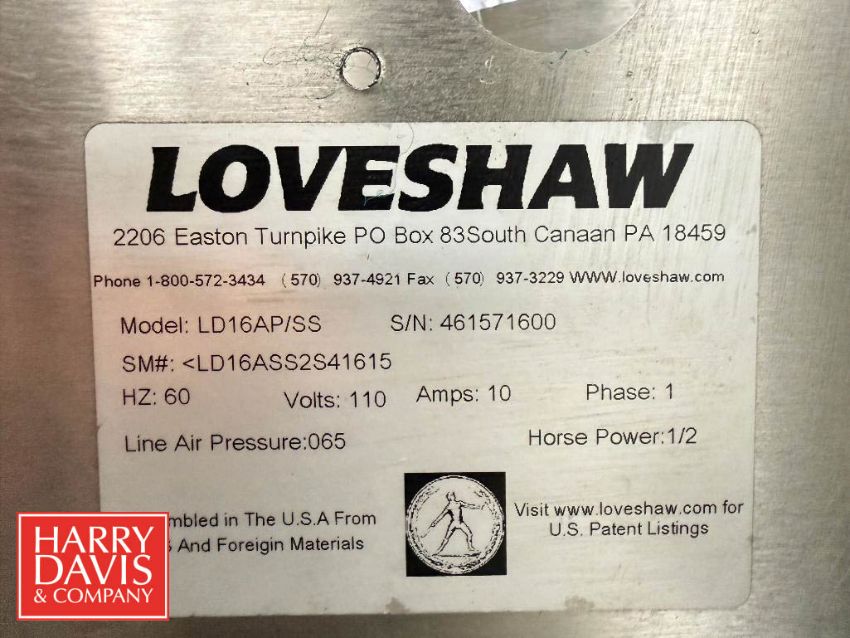 LOVESHAW
2206 Easton Turnpike PO Box 83South Canaan PA 18459
Phone 1-800-572-3434 (570) 937-4921 Fax (570) 937-3229 WWW.loveshaw.com
Model: LD16AP/SS S/N: 461571600
SM#: <LD16ASS2S41615
HZ: 60 Volts: 110 Amps: 10 Phase: 1
Line Air Pressure:065 Horse Power:1/2
mbled in The U.S.A From
And Foreigin Materials
Visit www.loveshaw.com for
U.S. Patent Listings
HARRY
DAVIS
& COMPANY